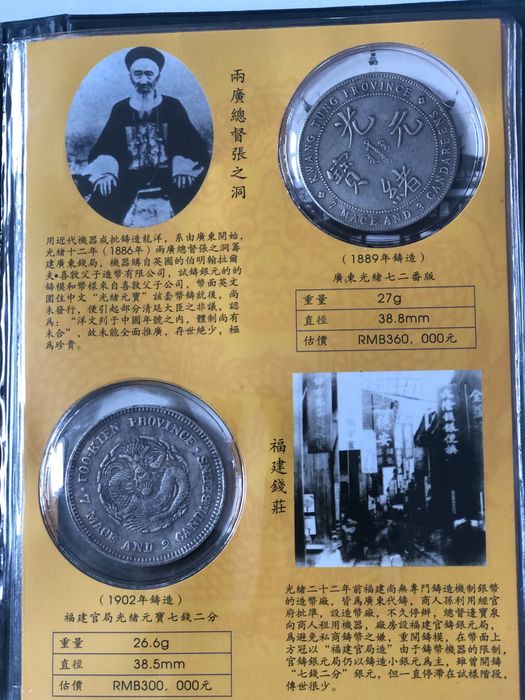 兩廣總督張之洞
用近代機器成批鑄造龍洋，系由廣東開始，
光緒十二年（1886年）兩廣總督張之洞籌
建廣東錢局，機器購自英國的伯明翰拉爾
夫·喜敦父子造幣有限公司，試鑄銀元的的
鑄模和幣樣來自喜敦父子公司，幣面英文
圍住中文“光緒元寶”該套幣鑄就後，尚
未發行，便引起部分清廷大臣之非議，認
為：“洋文列于中國年號之內，體制尚有
未合”，故未能全面推廣，存世絕少，極
為珍貴。
KWANG-TUNG PROVINCE
7 MACE AND 2 CANDAREENS
光緒元寶
（1889年鑄造）
廣東光緒七二番版
重量 27g
直徑 38.8mm
估價 RMB360，000元
FOO-KIEN PROVINCE
7 MACE AND 2 CANDAREENS
（1902年鑄造）
福建官局光緒元寶七錢二分
重量 26.6g
直徑 38.5mm
估價 RMB300，000元
福建錢莊
光緒二十二年前福建尚無專門鑄造機制銀幣
的造幣廠，皆為廣東代鑄，商人孫利用經官
府批準，設造幣廠，不久停辦，總督達寶泉
向商人租用機器，廠房設福建官鑄銀元局，
為避免私商鑄幣之嫌，重開鑄模，在幣面上
方冠以“福建官局造”由于鑄幣機器的限制，
官鑄銀元局仍以鑄造小銀元為主，雖曾開鑄
“七錢二分”銀元，但一直停留在試樣階段，
傳世很少。